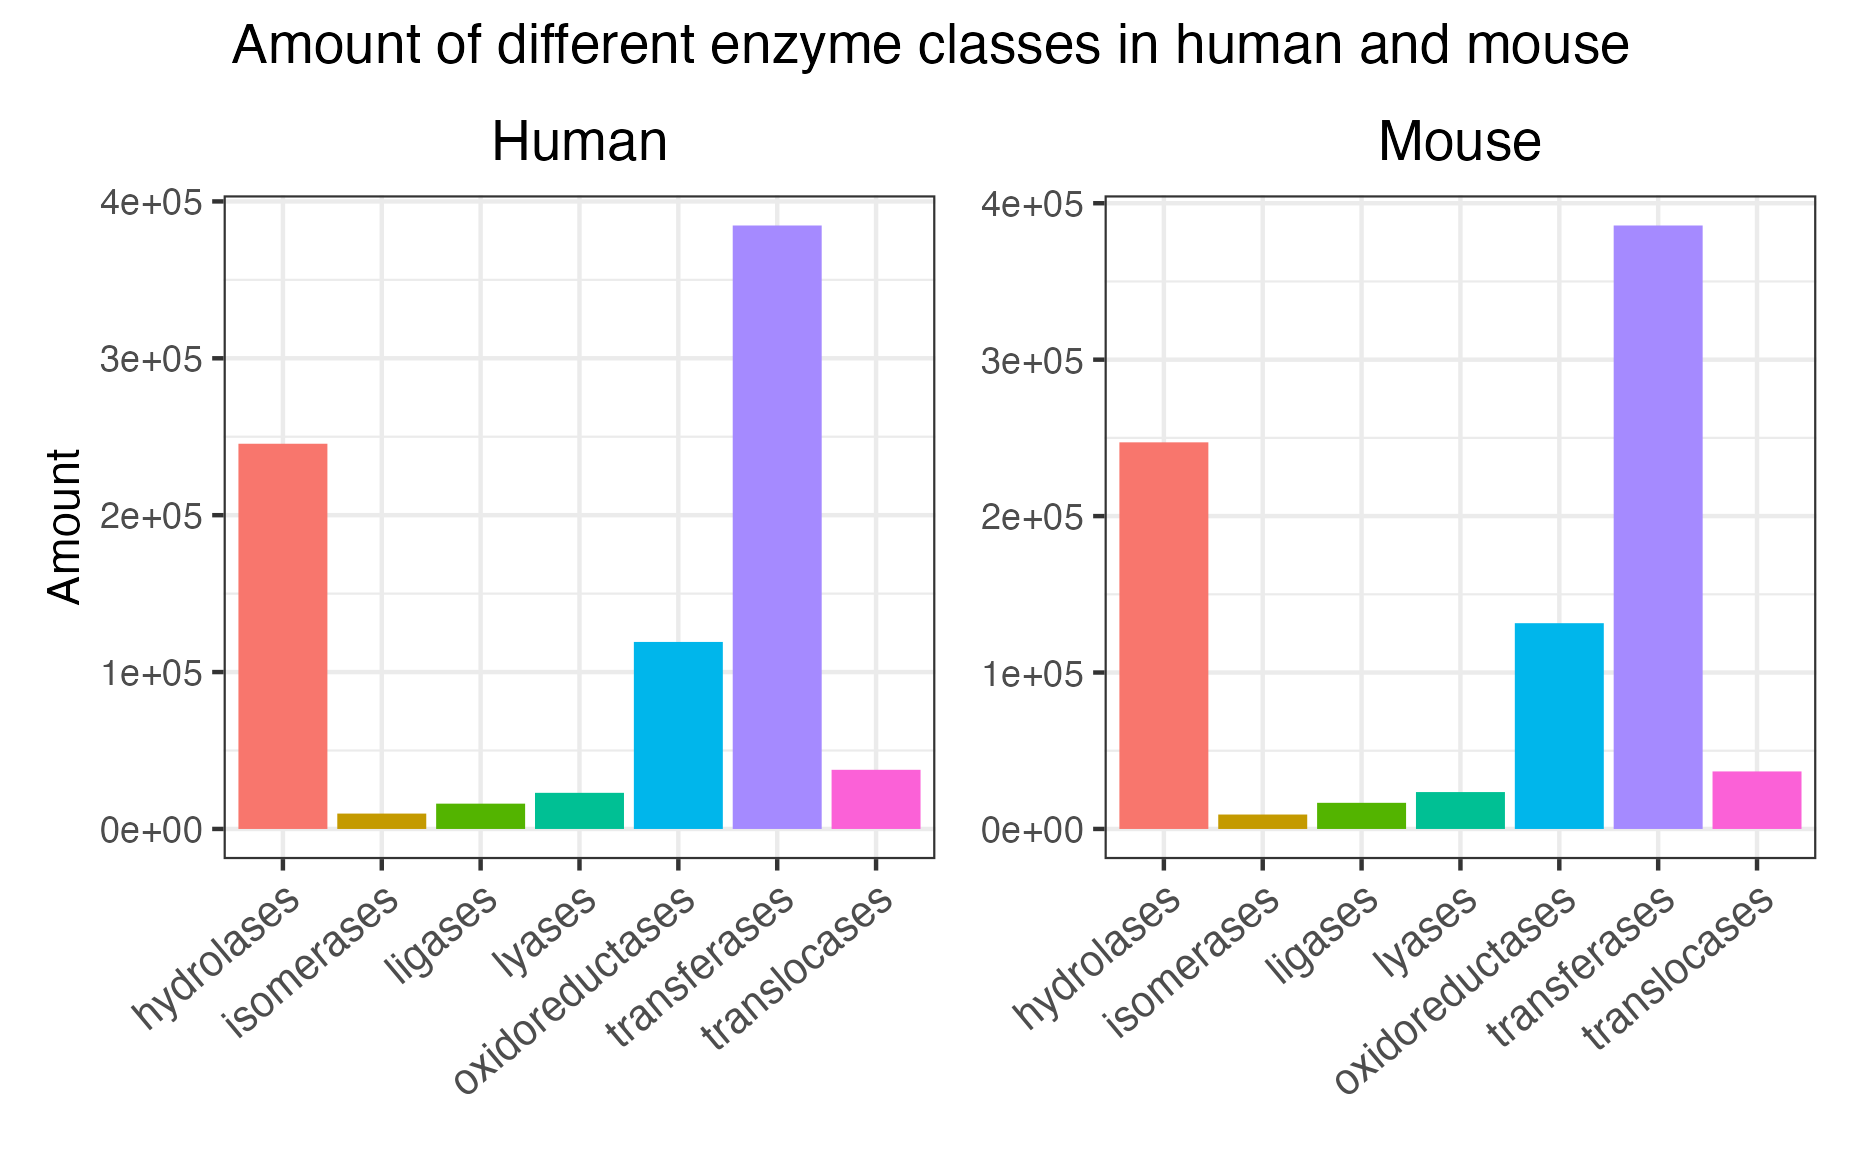 Amount of different enzyme classes in human and mouse
Human
Amount
4e+05
3e+05
2e+05
1e+05
0e+00
hydrolases
isomerases
ligases
lyases
oxidoreductases
transferases
translocases
Mouse
4e+05
3e+05
2e+05
1e+05
0e+00
hydrolases
isomerases
ligases
lyases
oxidoreductases
transferases
translocases